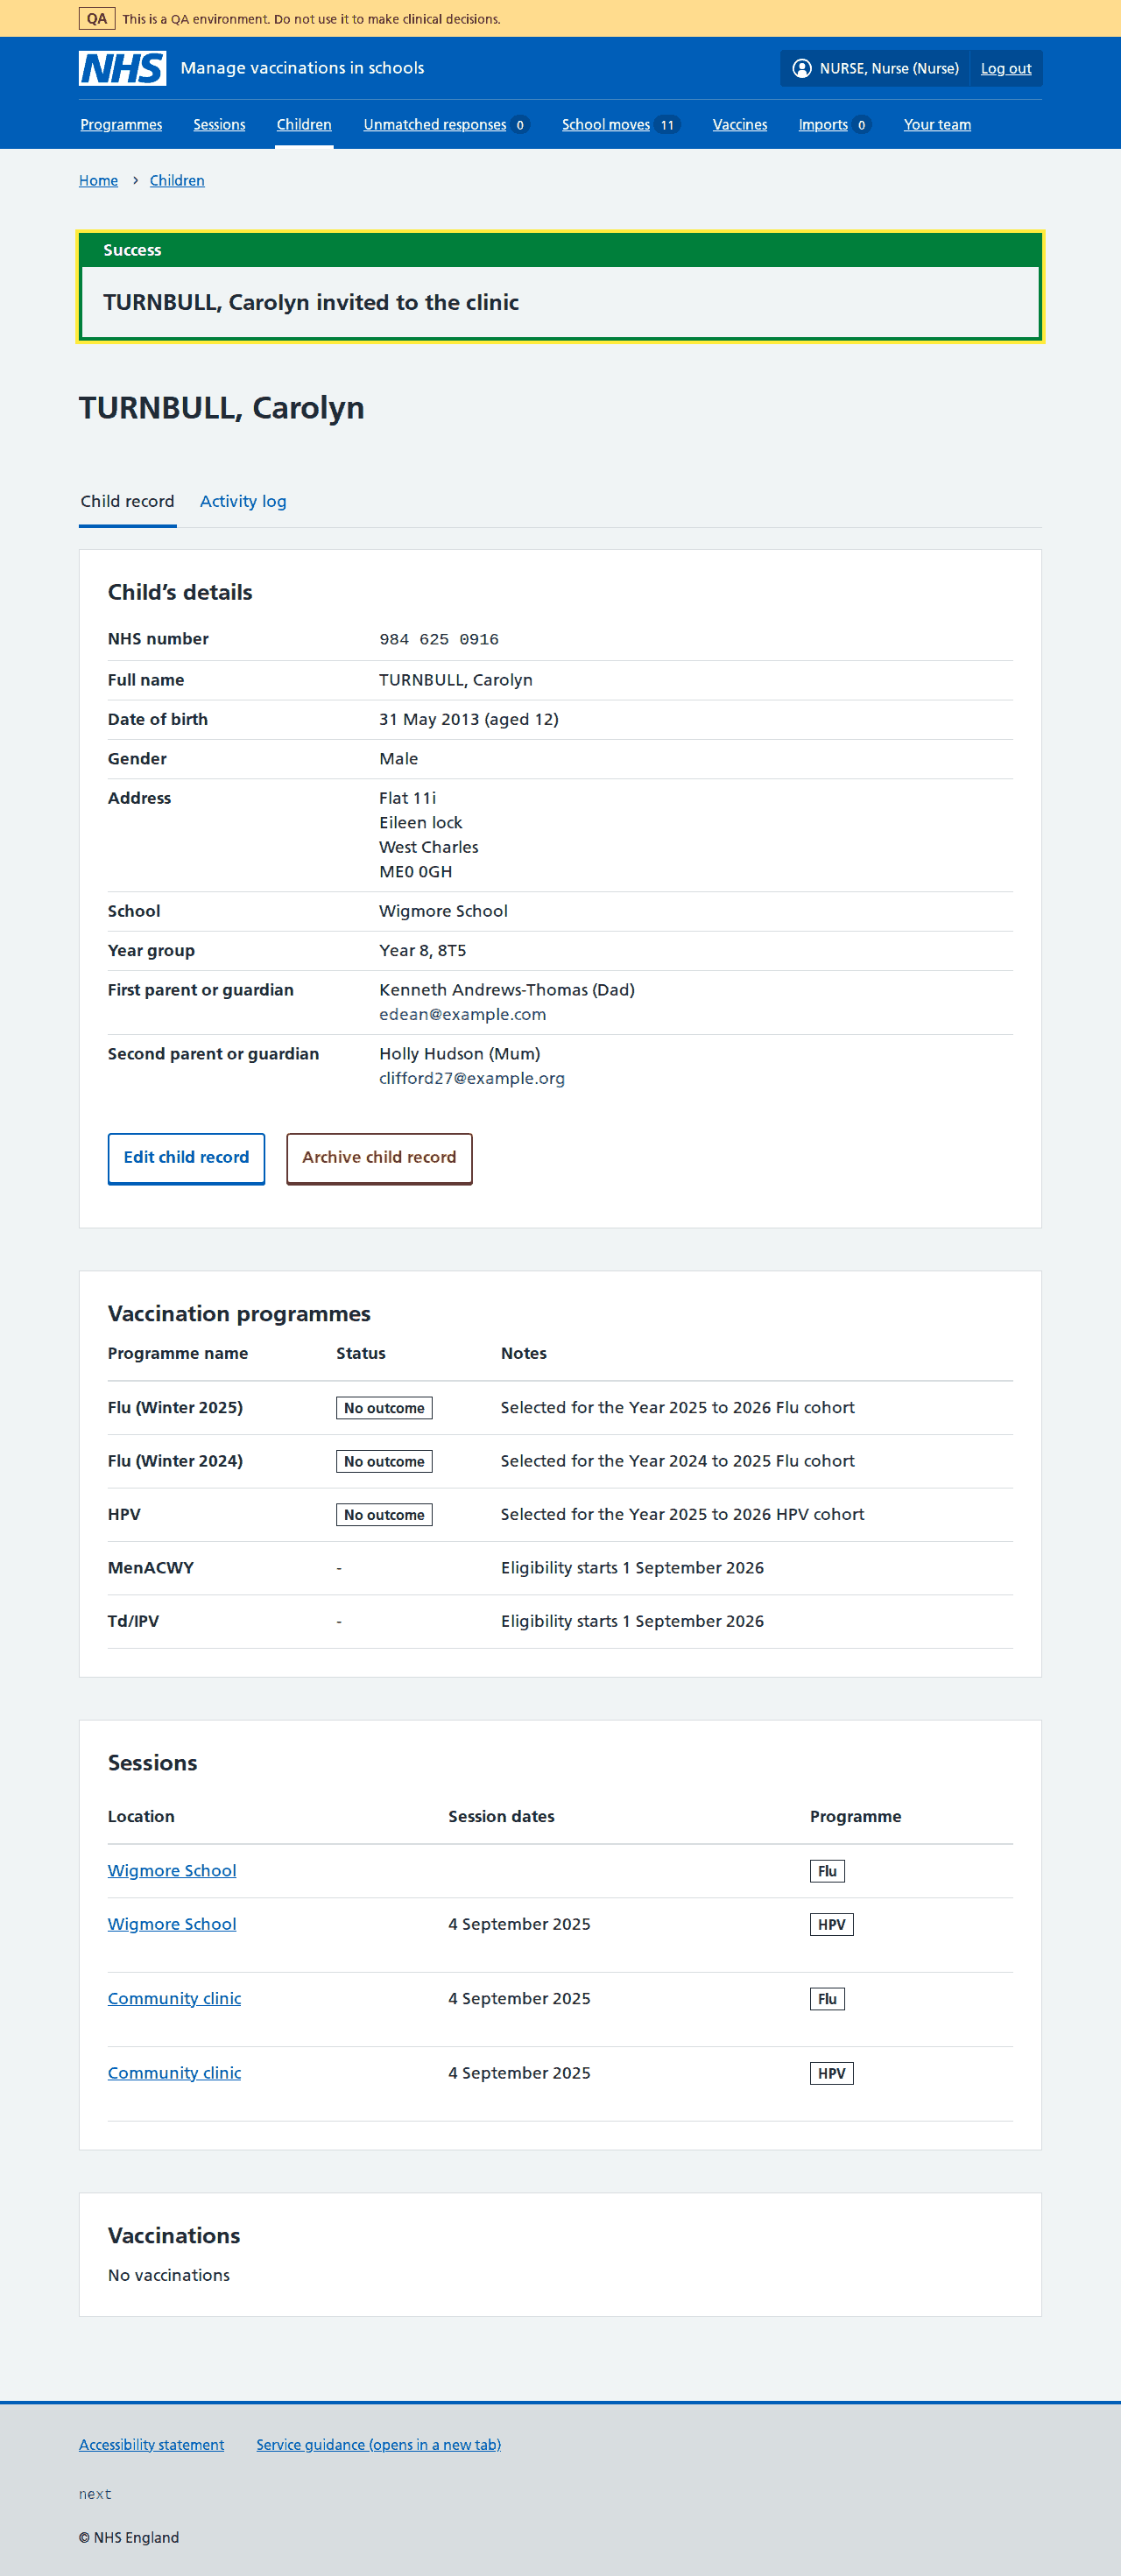 QA This is a QA environment. Do not use it to make clinical decisions.
NHS Manage vaccinations in schools NURSE, Nurse (Nurse) Log out
Programmes Sessions Children Unmatched responses 0 School moves 11 Vaccines Imports 0 Your team
Home › Children
Success
TURNBULL, Carolyn invited to the clinic
TURNBULL, Carolyn
Child record Activity log
Child’s details
NHS number 984 625 0916
Full name TURNBULL, Carolyn
Date of birth 31 May 2013 (aged 12)
Gender Male
Address Flat 11i
Eileen lock
West Charles
ME0 0GH
School Wigmore School
Year group Year 8, 8T5
First parent or guardian Kenneth Andrews-Thomas (Dad)
edean@example.com
Second parent or guardian Holly Hudson (Mum)
clifford27@example.org
Edit child record Archive child record
Vaccination programmes
Programme name Status Notes
Flu (Winter 2025) No outcome Selected for the Year 2025 to 2026 Flu cohort
Flu (Winter 2024) No outcome Selected for the Year 2024 to 2025 Flu cohort
HPV No outcome Selected for the Year 2025 to 2026 HPV cohort
MenACWY - Eligibility starts 1 September 2026
Td/IPV - Eligibility starts 1 September 2026
Sessions
Location Session dates Programme
Wigmore School Flu
Wigmore School 4 September 2025 HPV
Community clinic 4 September 2025 Flu
Community clinic 4 September 2025 HPV
Vaccinations
No vaccinations
Accessibility statement Service guidance (opens in a new tab)
next
© NHS England